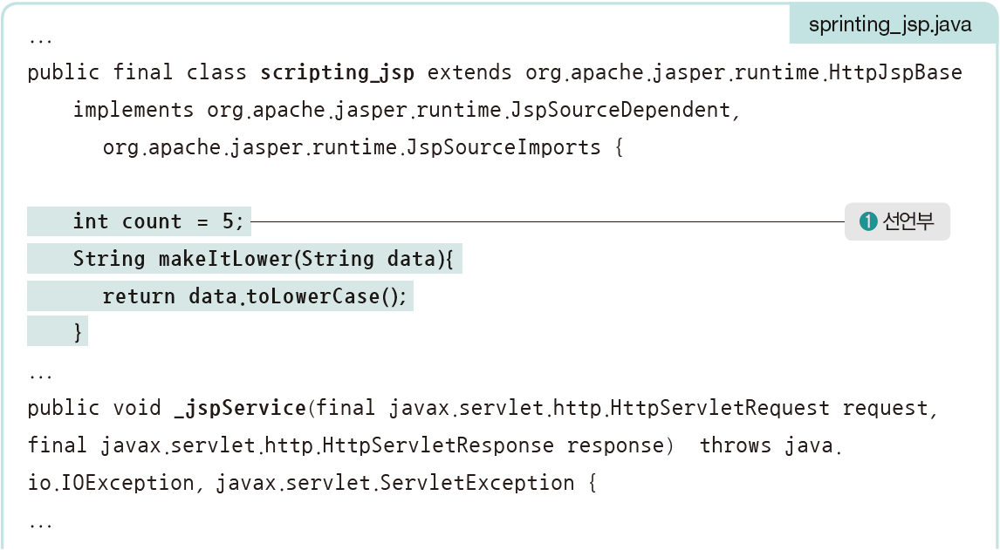 sprinting_jsp.java
...
public final class scripting_jsp extends org.apache.jasper.runtime.HttpJspBase
implements org.apache.jasper.runtime.JspSourceDependent,
org.apache.jasper.runtime.JspSourceImports {
int count = 5;
❶ 선언부
String makeItLower(String data){
return data.toLowerCase();
}
...
public void _jspService(final javax.servlet.http.HttpServletRequest request,
final javax.servlet.http.HttpServletResponse response) throws java.
io.IOException, javax.servlet.ServletException {
...